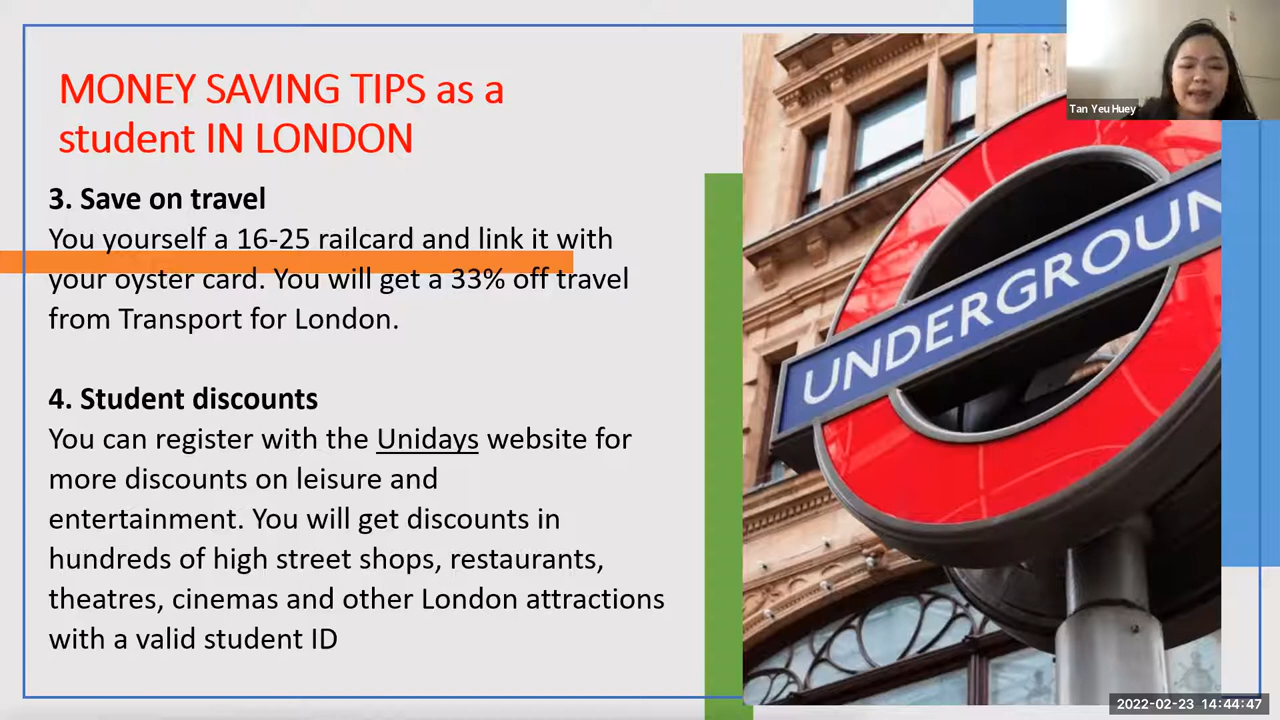 MONEY SAVING TIPS as a
student IN LONDON
3. Save on travel
You yourself a 16-25 railcard and link it with
your oyster card. You will get a 33% off travel
from Transport for London.
4. Student discounts
You can register with the Unidays website for
more discounts on leisure and
entertainment. You will get discounts in
hundreds of high street shops, restaurants,
theatres, cinemas and other London attractions
with a valid student ID
Tan Yeu Huey
UNDERGROUN
2022-02-23 14:44:47